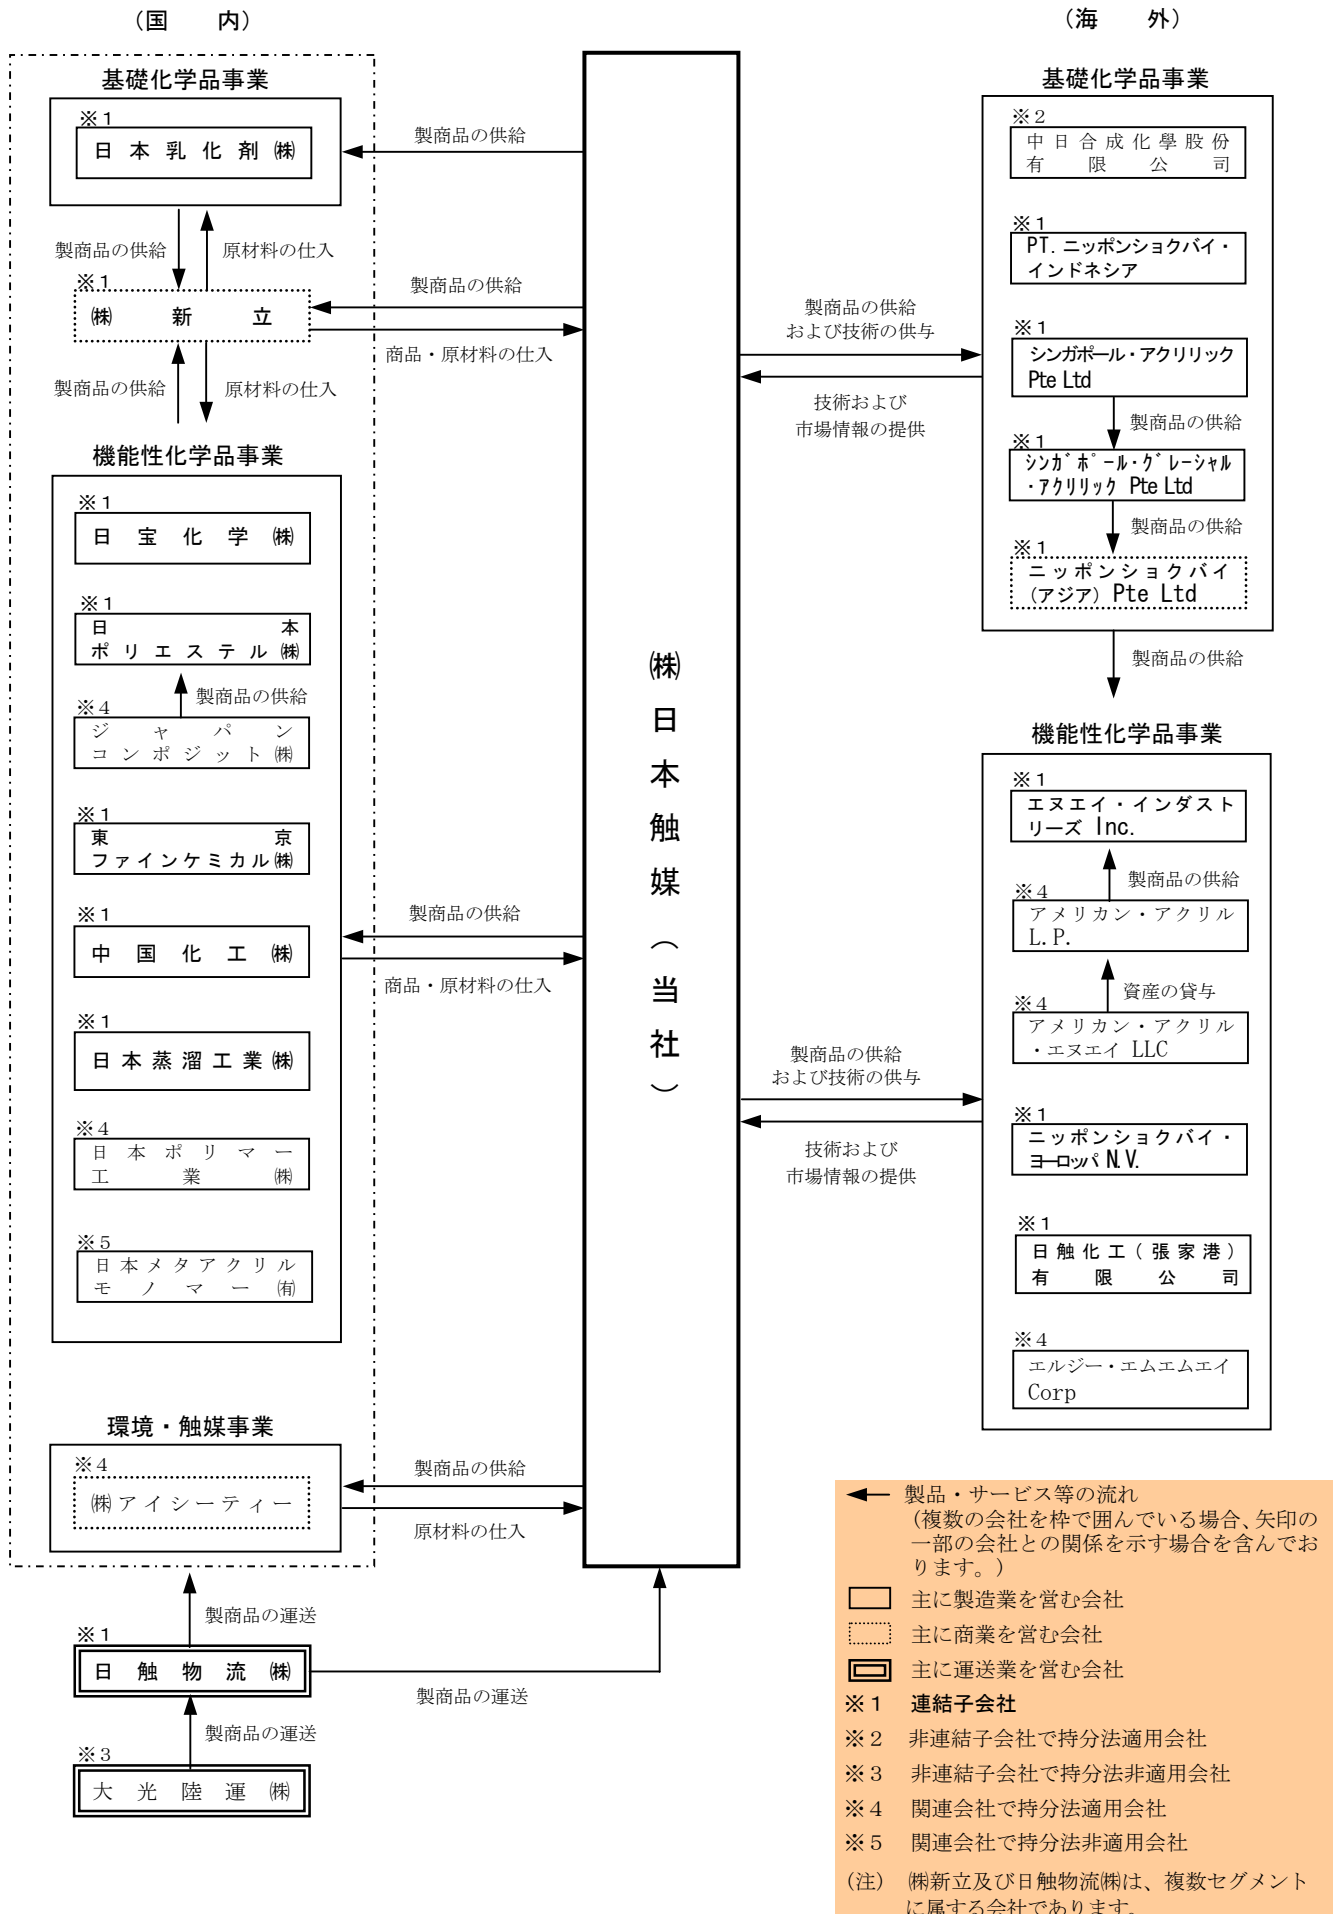 （国　内）
基礎化学品事業
※１
日本乳化剤㈱
製商品の供給
製商品の供給
原材料の仕入
※１
㈱新立
製商品の供給
商品・原材料の仕入
製商品の供給
原材料の仕入
機能性化学品事業
※１
日宝化学㈱
※１
日本
ポリエステル㈱
製商品の供給
※４
ジャパン
コンポジット㈱
※１
東京
ファインケミカル㈱
※１
中国化工㈱
製商品の供給
商品・原材料の仕入
※１
日本蒸溜工業㈱
※４
日本ポリマー
工業㈱
※５
日本メタアクリル
モノマー㈲
環境・触媒事業
※４
㈱アイシーティー
製商品の供給
原材料の仕入
製商品の運送
※１
日触物流㈱
製商品の運送
製商品の運送
※３
大光陸運㈱
㈱日本触媒（当社）
（海　外）
基礎化学品事業
※２
中日合成化學股份
有限公司
※１
PT.ニッポンショクバイ・
インドネシア
製商品の供給
および技術の供与
技術および
市場情報の提供
※１
シンガポール・アクリリック
Pte Ltd
製商品の供給
※１
シンガポール・グレーシャル
・アクリリック Pte Ltd
製商品の供給
※１
ニッポンショクバイ
(アジア) Pte Ltd
製商品の供給
機能性化学品事業
※１
エヌエイ・インダスト
リーズ Inc.
製商品の供給
※４
アメリカン・アクリル
L.P.
資産の貸与
※４
アメリカン・アクリル
・エヌエイ LLC
製商品の供給
および技術の供与
技術および
市場情報の提供
※１
ニッポンショクバイ・
ヨーロッパ N.V.
※１
日触化工(張家港)
有限公司
※４
エルジー・エムエムエイ
Corp
製品・サービス等の流れ
（複数の会社を枠で囲んでいる場合、矢印の
一部の会社との関係を示す場合を含んでお
ります。）
主に製造業を営む会社
主に商業を営む会社
主に運送業を営む会社
※１　連結子会社
※２　非連結子会社で持分法適用会社
※３　非連結子会社で持分法非適用会社
※４　関連会社で持分法適用会社
※５　関連会社で持分法非適用会社
（注）　㈱新立及び日触物流㈱は、複数セグメント
に属する会社であります。